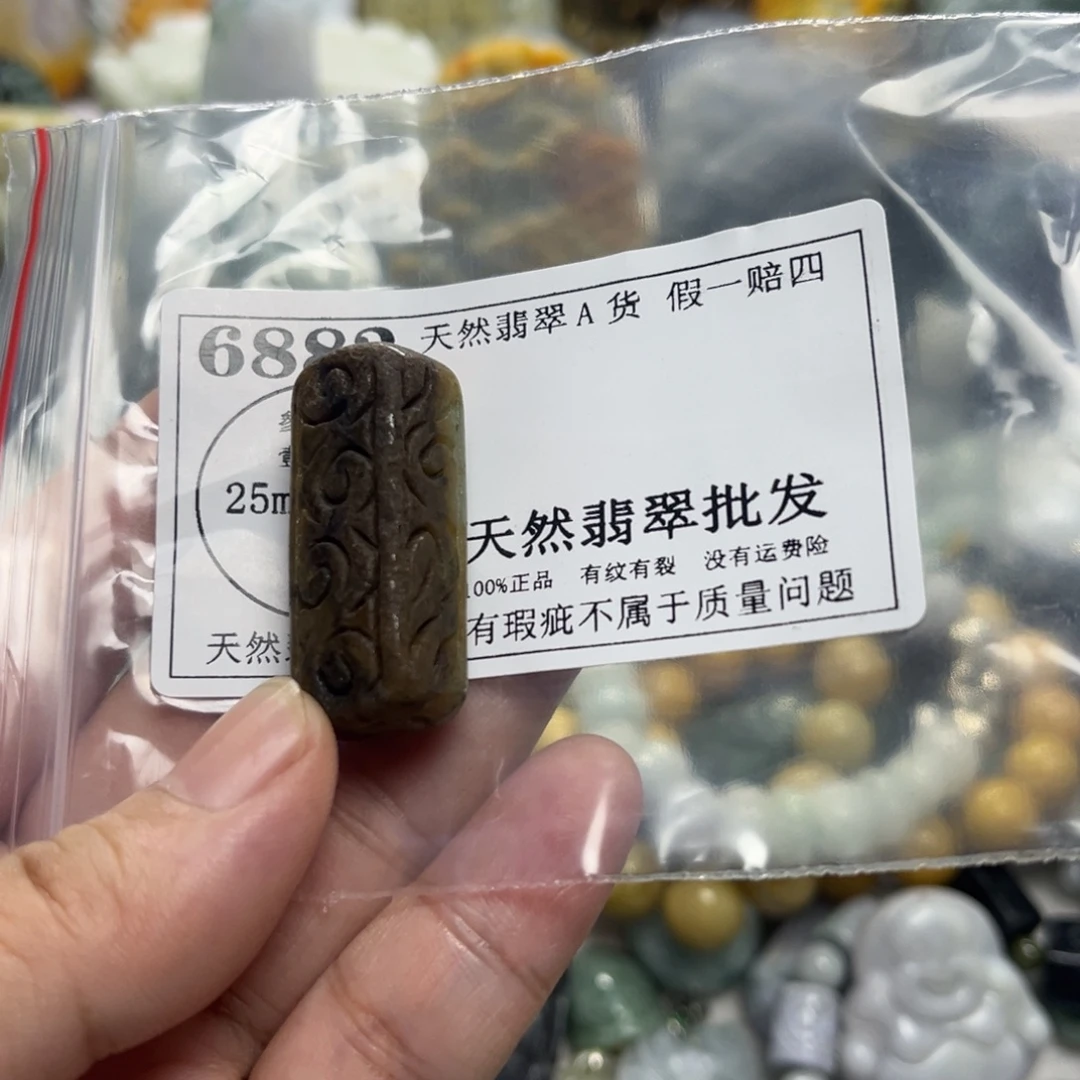 天然翡翠A货 假一赔四
688
25m
天然翡翠批发
100%正品 有纹有裂 没有运费险
天然
有瑕疵不属于质量问题